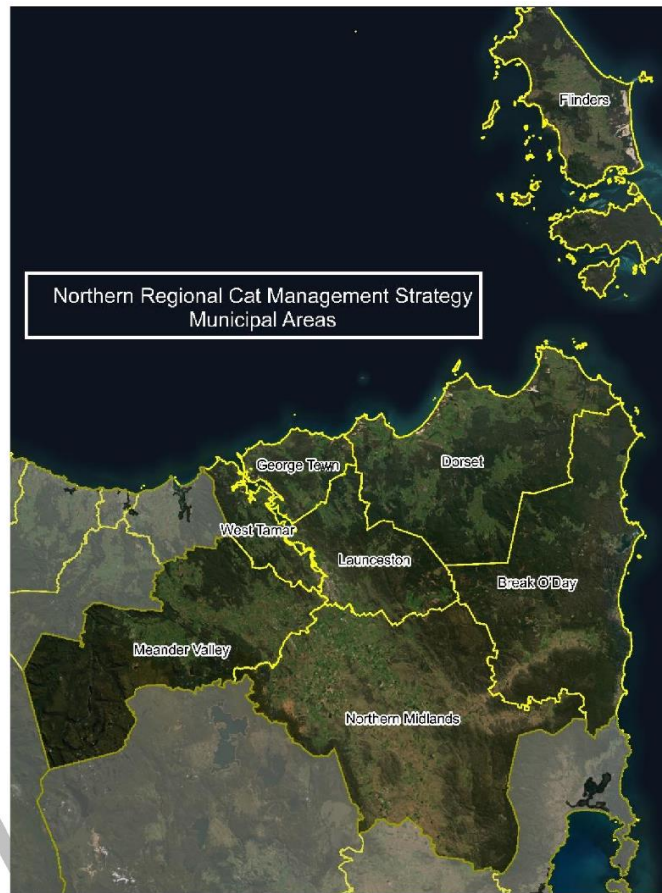 Flinders
Northern Regional Cat Management Strategy
Municipal Areas
George Town
Dorset
West Tamar
Launceston
Break O'Day
Meander Valley
Northern Midlands